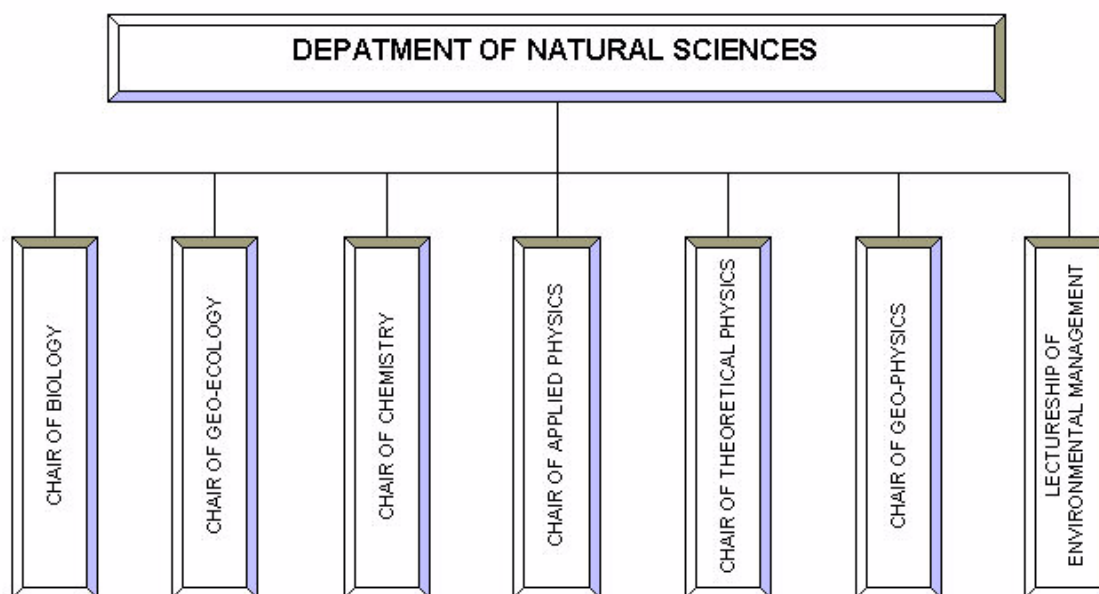 DEPATMENT OF NATURAL SCIENCES
CHAIR OF BIOLOGY
CHAIR OF GEO-ECOLOGY
CHAIR OF CHEMISTRY
CHAIR OF APPLIED PHYSICS
CHAIR OF THEORETICAL PHYSICS
CHAIR OF GEO-PHYSICS
LECTURESHIP OF
ENVIRONMENTAL MANAGEMENT